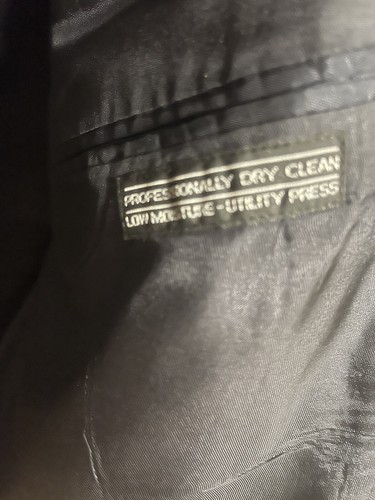 PROFESSIONALLY DRY CLEAN
LOW MOISTURE-UTILITY PRESS